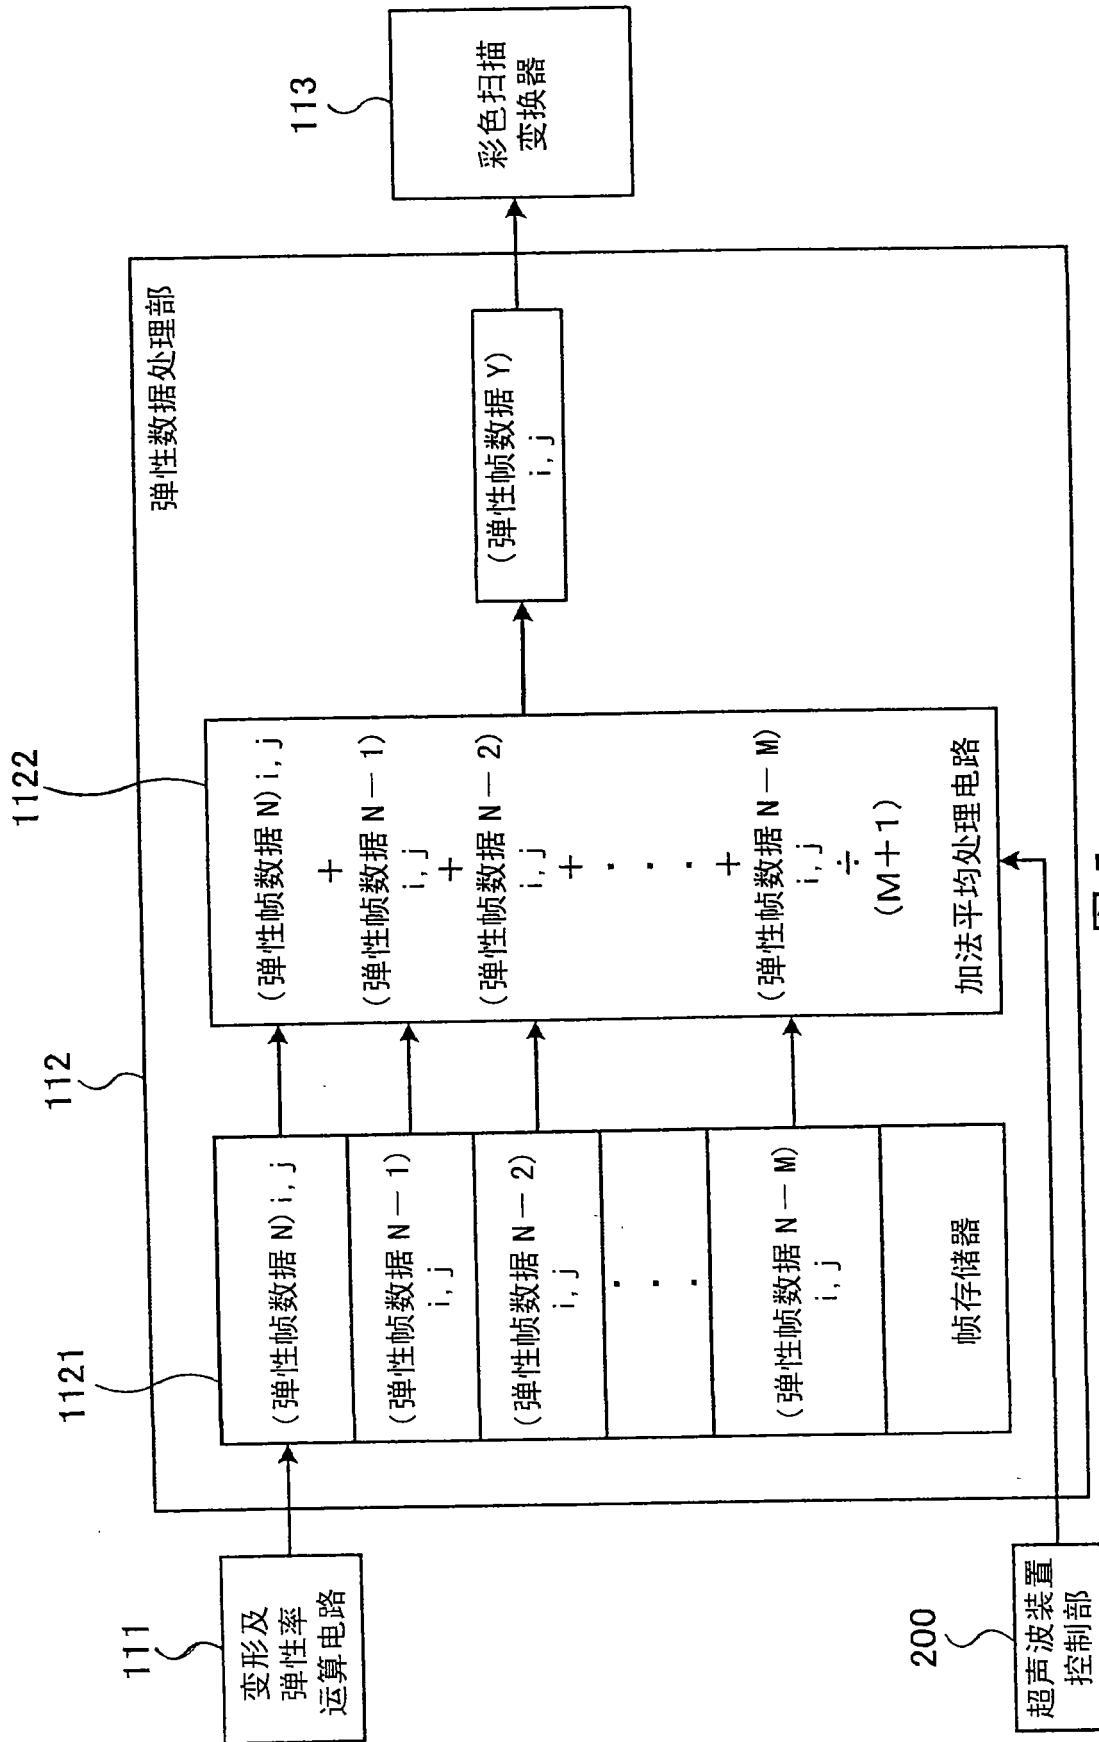 111
变形及
弹性率
运算电路
200
超声波装置
控制部
112
弹性数据处理部
1121
(弹性帧数据 N) i, j
(弹性帧数据 N－1)
i, j
(弹性帧数据 N－2)
i, j
· · ·
(弹性帧数据 N－M)
i, j
帧存储器
1122
(弹性帧数据 N) i, j
+
(弹性帧数据 N－1)
i, j
+
(弹性帧数据 N－2)
i, j
+
· · ·
+
(弹性帧数据 N－M)
i, j
÷
(M＋1)
加法平均处理电路
(弹性帧数据 Y)
i, j
113
彩色扫描
变换器